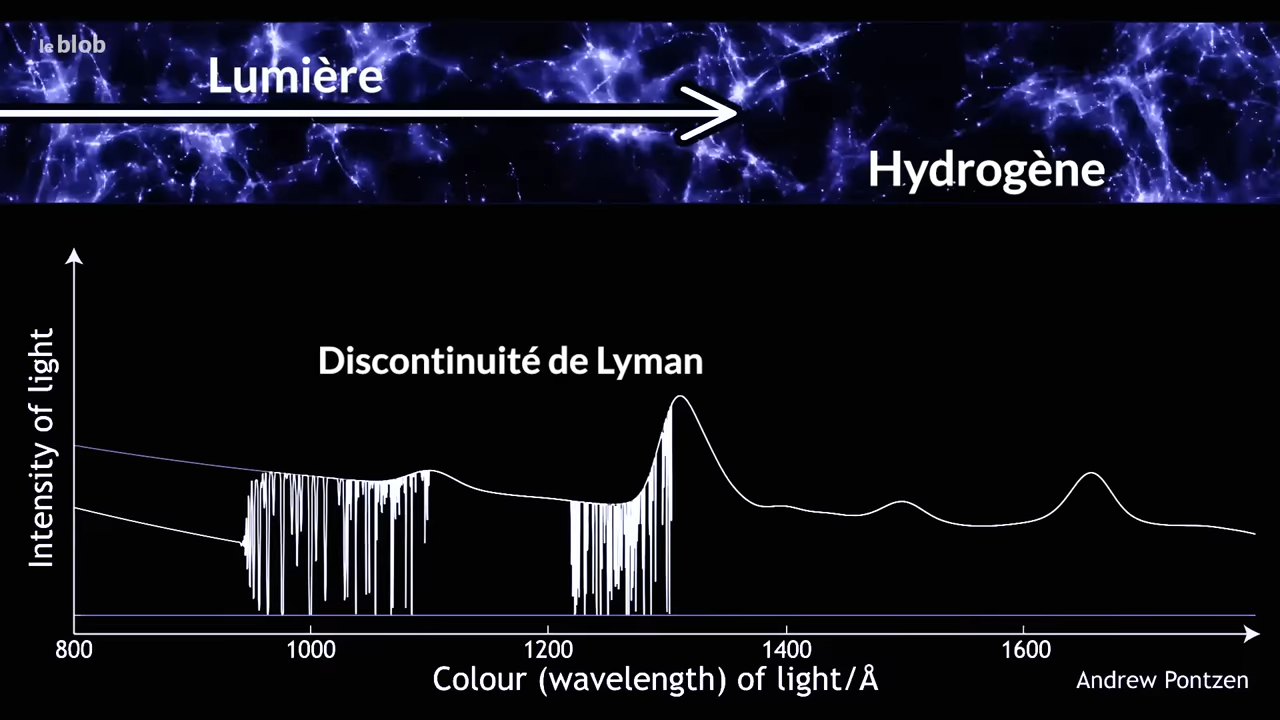 le blob
Lumière
Hydrogène
Discontinuité de Lyman
Intensity of light
800 1000 1200 1400 1600
Colour (wavelength) of light/Å
Andrew Pontzen